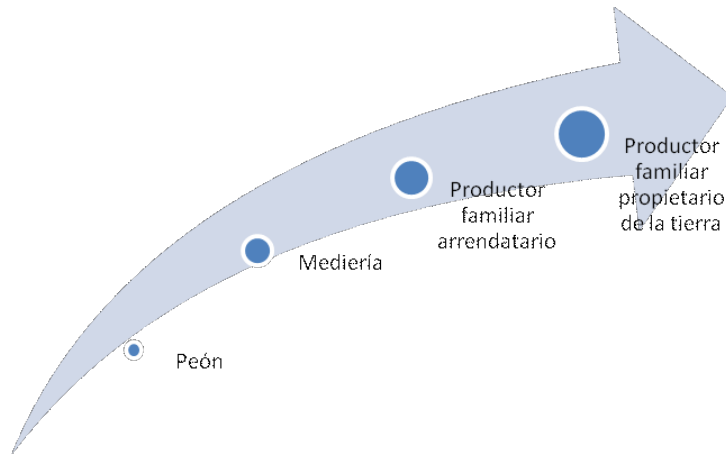 Peón
Mediería
Productor
familiar
arrendatario
Productor
familiar
propietario
de la tierra